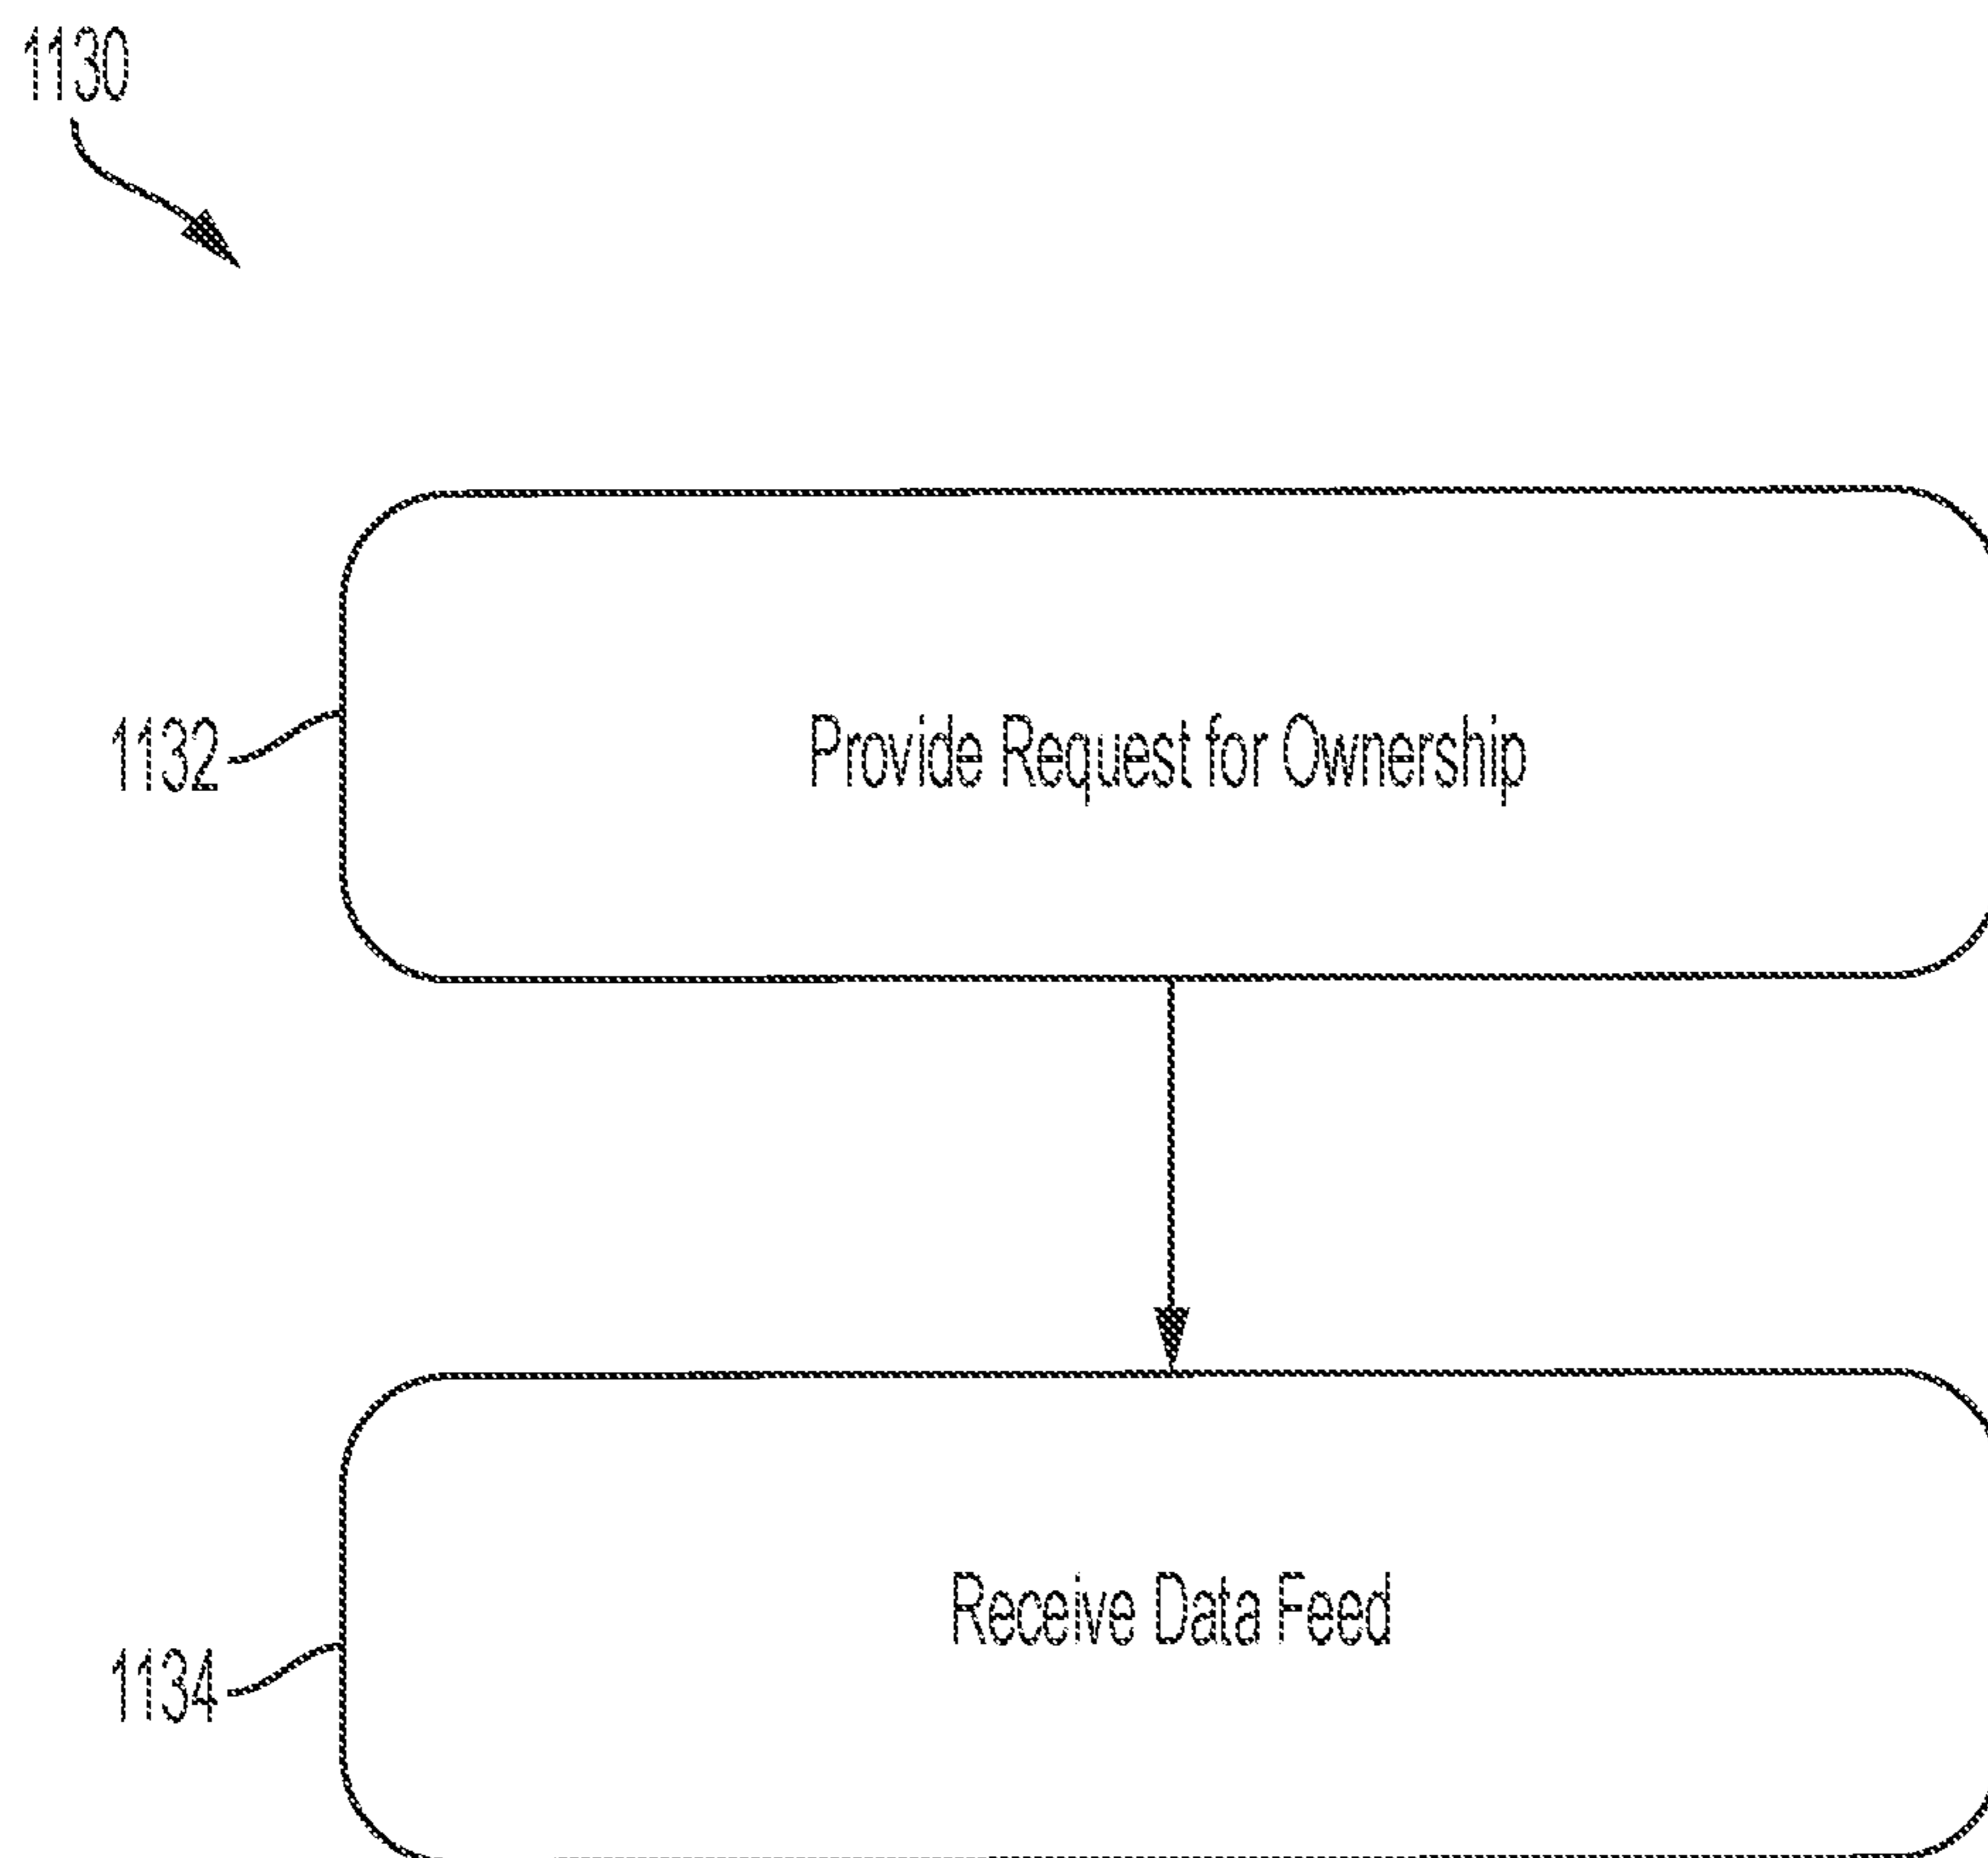 1130
1132
Provide Request for Ownership
1134
Receive Data Feed